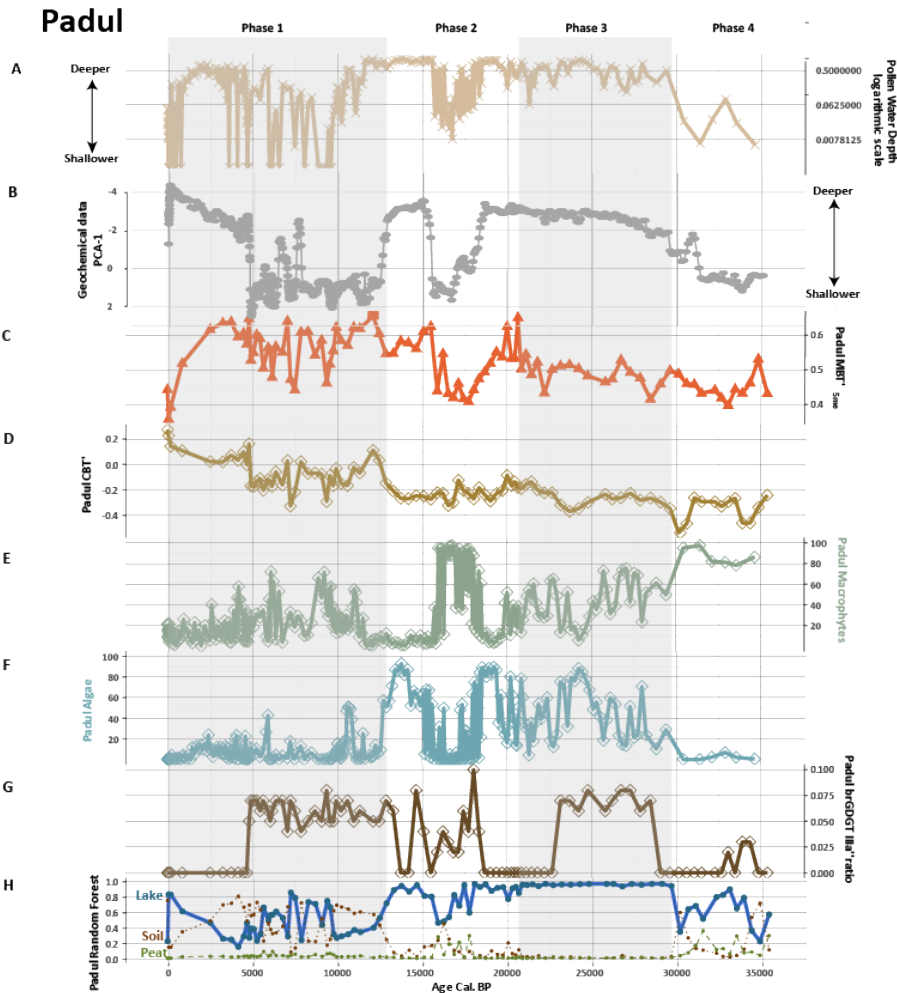 Padul
Phase 1 Phase 2 Phase 3 Phase 4
A
Deeper
Shallower
0.5000000
0.0625000
0.0078125
Pollen Water Depth
logarithmic scale
B
-4
-2
0
2
Geochemical data
PCA-1
Deeper
Shallower
C
0.6
0.5
0.4
Padul MBT' 5me
D
0.2
0.0
-0.2
-0.4
Padul CBT'
E
100
80
60
40
20
Padul Macrophytes
F
100
80
60
40
20
Padul Algae
G
0.100
0.075
0.050
0.025
0.000
Padul brGDGT IIIa'' ratio
H
Lake
Soil
Peat
1.0
0.8
0.6
0.4
0.2
0.0
Padul Random Forest
0 5000 10000 15000 20000 25000 30000 35000
Age Cal. BP